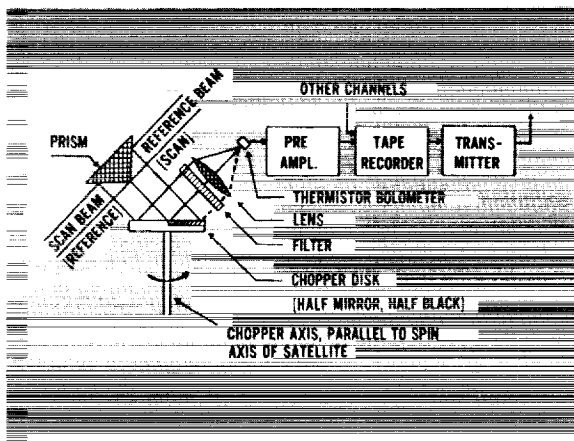 OTHER CHANNELS
REFERENCE BEAM
(SCAN)
PRISM
SCAN BEAM
(REFERENCE)
PRE
AMPL.
TAPE
RECORDER
TRANS-
MITTER
THERMISTOR BOLOMETER
LENS
FILTER
CHOPPER DISK
(HALF MIRROR, HALF BLACK)
CHOPPER AXIS, PARALLEL TO SPIN
AXIS OF SATELLITE